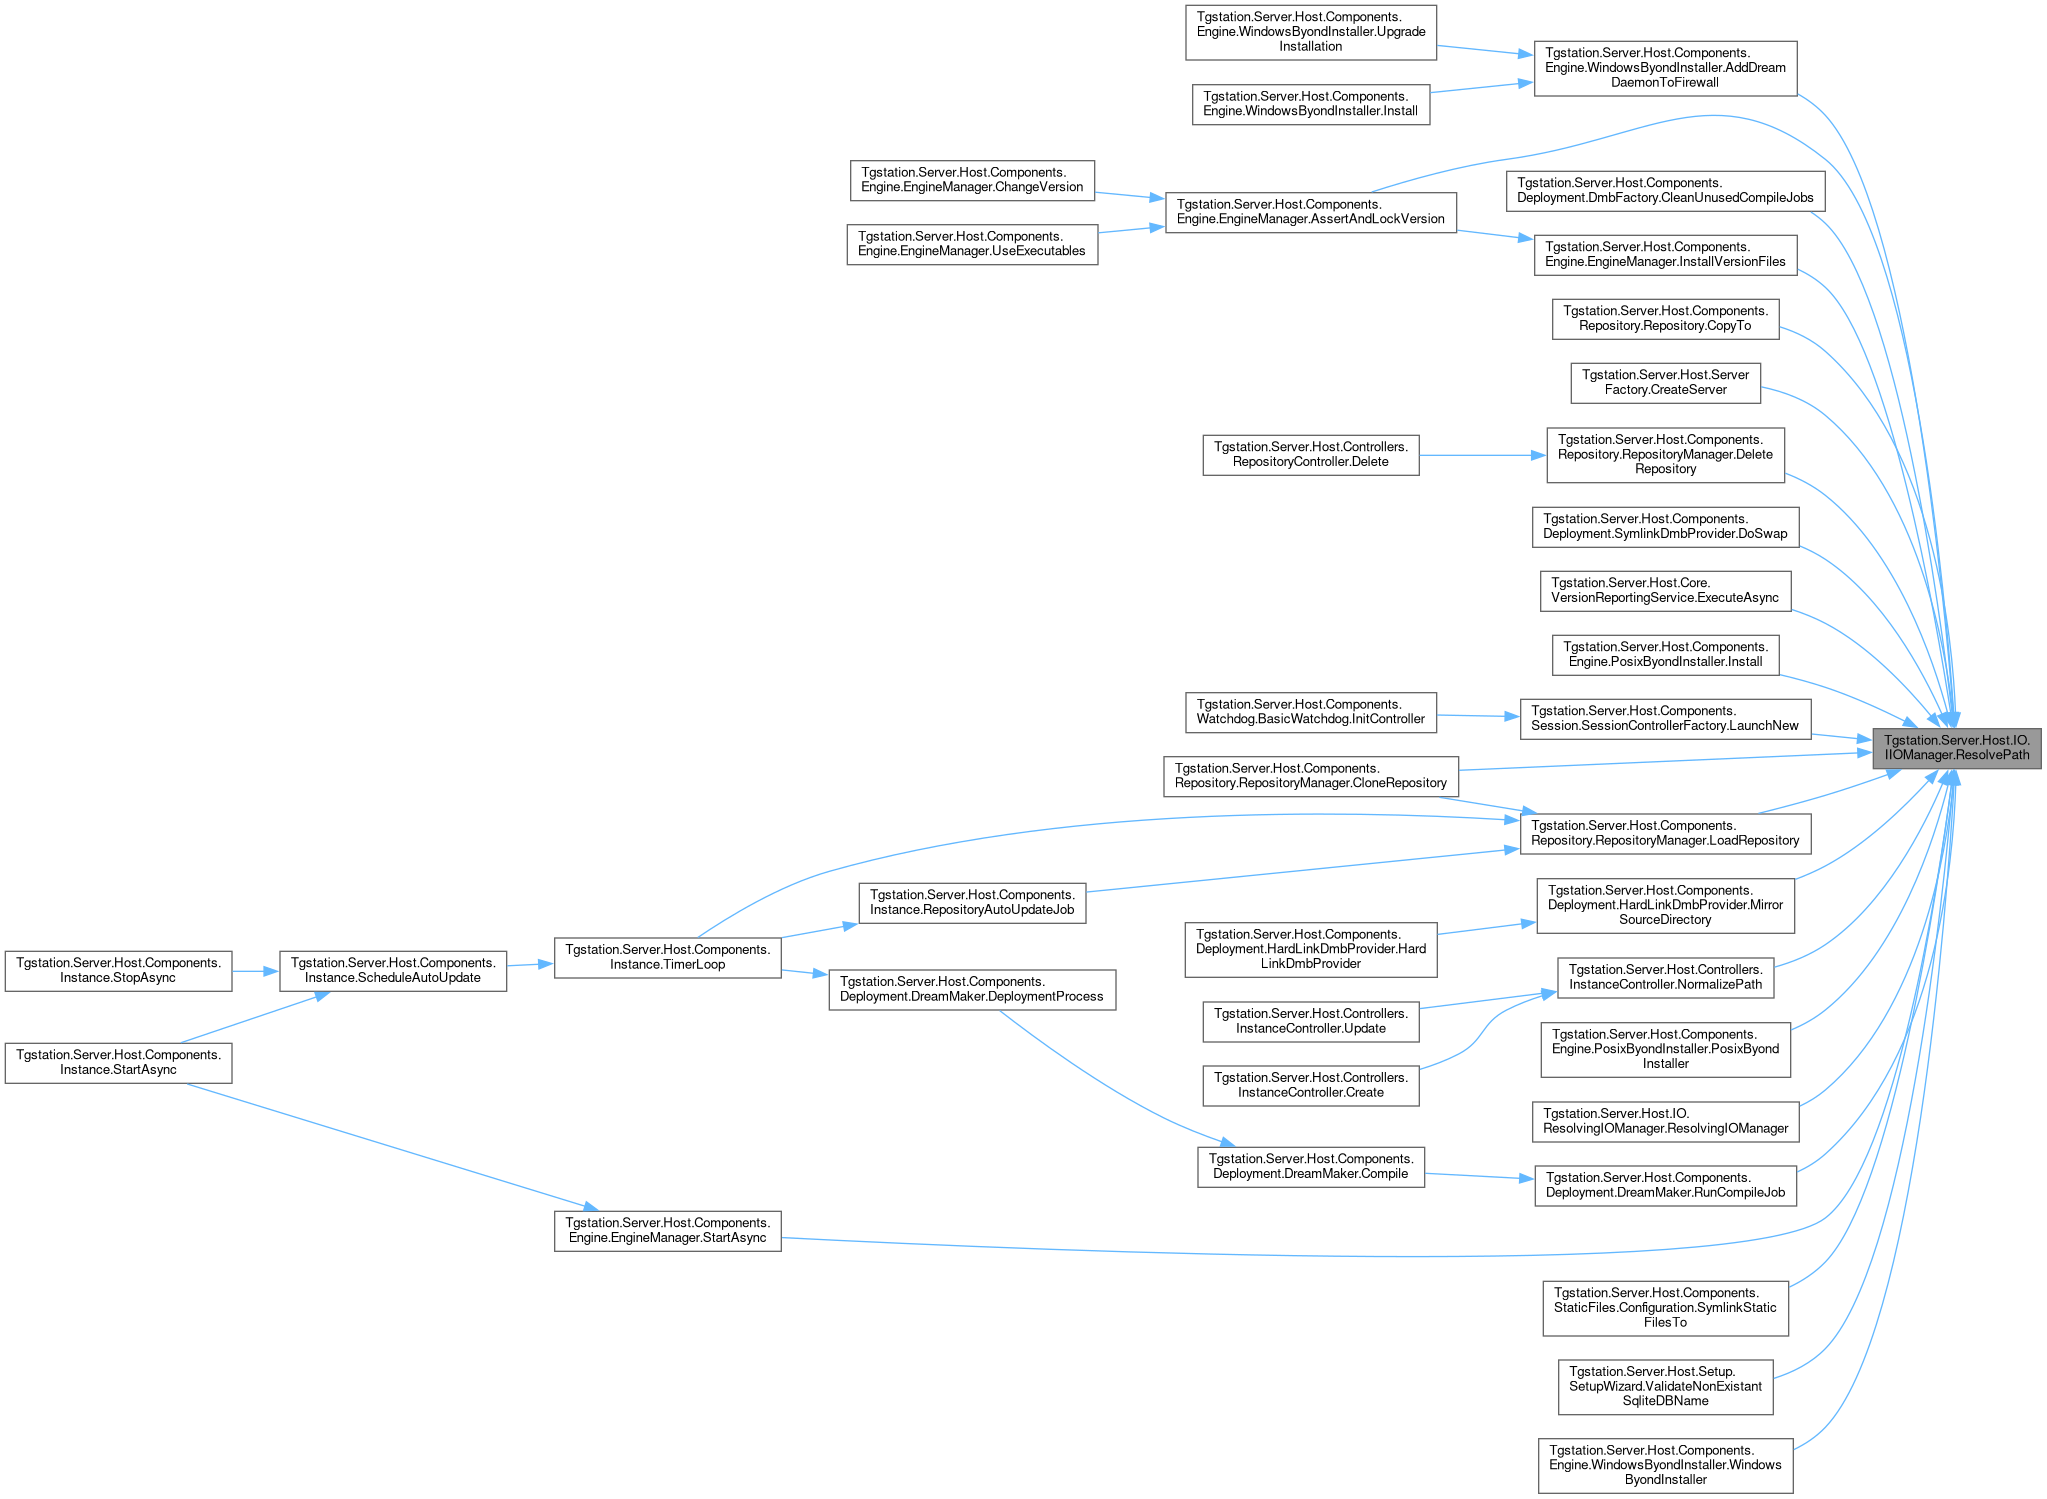 Tgstation.Server.Host.Components.
Engine.WindowsByondInstaller.Upgrade
Installation
Tgstation.Server.Host.Components.
Engine.WindowsByondInstaller.AddDream
DaemonToFirewall
Tgstation.Server.Host.Components.
Engine.WindowsByondInstaller.Install
Tgstation.Server.Host.Components.
Engine.EngineManager.ChangeVersion
Tgstation.Server.Host.Components.
Engine.EngineManager.AssertAndLockVersion
Tgstation.Server.Host.Components.
Deployment.DmbFactory.CleanUnusedCompileJobs
Tgstation.Server.Host.Components.
Engine.EngineManager.UseExecutables
Tgstation.Server.Host.Components.
Engine.EngineManager.InstallVersionFiles
Tgstation.Server.Host.Components.
Repository.Repository.CopyTo
Tgstation.Server.Host.Server
Factory.CreateServer
Tgstation.Server.Host.Controllers.
RepositoryController.Delete
Tgstation.Server.Host.Components.
Repository.RepositoryManager.Delete
Repository
Tgstation.Server.Host.Components.
Deployment.SymlinkDmbProvider.DoSwap
Tgstation.Server.Host.Core.
VersionReportingService.ExecuteAsync
Tgstation.Server.Host.Components.
Engine.PosixByondInstaller.Install
Tgstation.Server.Host.Components.
Watchdog.BasicWatchdog.InitController
Tgstation.Server.Host.Components.
Session.SessionControllerFactory.LaunchNew
Tgstation.Server.Host.IO.
IIOManager.ResolvePath
Tgstation.Server.Host.Components.
Repository.RepositoryManager.CloneRepository
Tgstation.Server.Host.Components.
Repository.RepositoryManager.LoadRepository
Tgstation.Server.Host.Components.
Instance.RepositoryAutoUpdateJob
Tgstation.Server.Host.Components.
Deployment.HardLinkDmbProvider.Mirror
SourceDirectory
Tgstation.Server.Host.Components.
Deployment.HardLinkDmbProvider.Hard
LinkDmbProvider
Tgstation.Server.Host.Components.
Instance.StopAsync
Tgstation.Server.Host.Components.
Instance.ScheduleAutoUpdate
Tgstation.Server.Host.Components.
Instance.TimerLoop
Tgstation.Server.Host.Components.
Deployment.DreamMaker.DeploymentProcess
Tgstation.Server.Host.Controllers.
InstanceController.NormalizePath
Tgstation.Server.Host.Controllers.
InstanceController.Update
Tgstation.Server.Host.Components.
Engine.PosixByondInstaller.PosixByond
Installer
Tgstation.Server.Host.Components.
Instance.StartAsync
Tgstation.Server.Host.Controllers.
InstanceController.Create
Tgstation.Server.Host.IO.
ResolvingIOManager.ResolvingIOManager
Tgstation.Server.Host.Components.
Deployment.DreamMaker.Compile
Tgstation.Server.Host.Components.
Deployment.DreamMaker.RunCompileJob
Tgstation.Server.Host.Components.
Engine.EngineManager.StartAsync
Tgstation.Server.Host.Components.
StaticFiles.Configuration.SymlinkStatic
FilesTo
Tgstation.Server.Host.Setup.
SetupWizard.ValidateNonExistant
SqliteDBName
Tgstation.Server.Host.Components.
Engine.WindowsByondInstaller.Windows
ByondInstaller